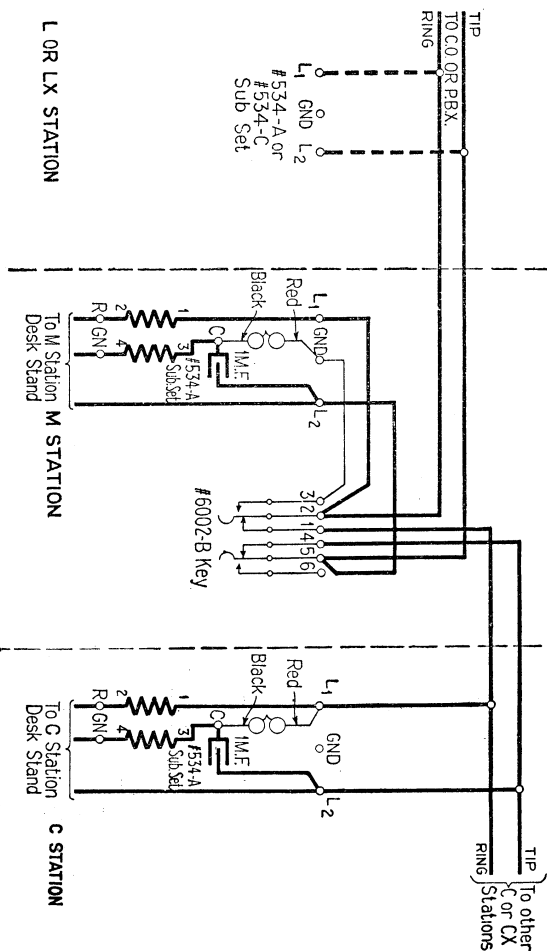 TIP
TO C.O. OR P.B.X.
RING
L1 GND L2
#534-A or
#534-C
Sub Set
L OR LX STATION
L1 GND L2
Red
Black
C 1M.F.
#534-A
Sub Set
1 3
2 4
R GN
To M Station
Desk Stand
M STATION
3 2 1 4 5 6
#6002-B Key
L1 GND L2
Red
Black
C 1M.F.
#534-A
Sub Set
1 3
2 4
R GN
To C Station
Desk Stand
C STATION
TIP
RING
To other
C or CX
Stations